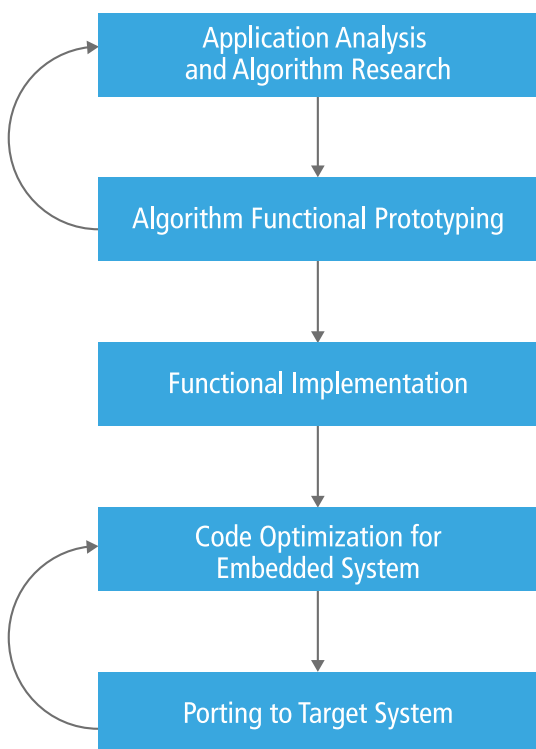 Application Analysis
and Algorithm Research
Algorithm Functional Prototyping
Functional Implementation
Code Optimization for
Embedded System
Porting to Target System